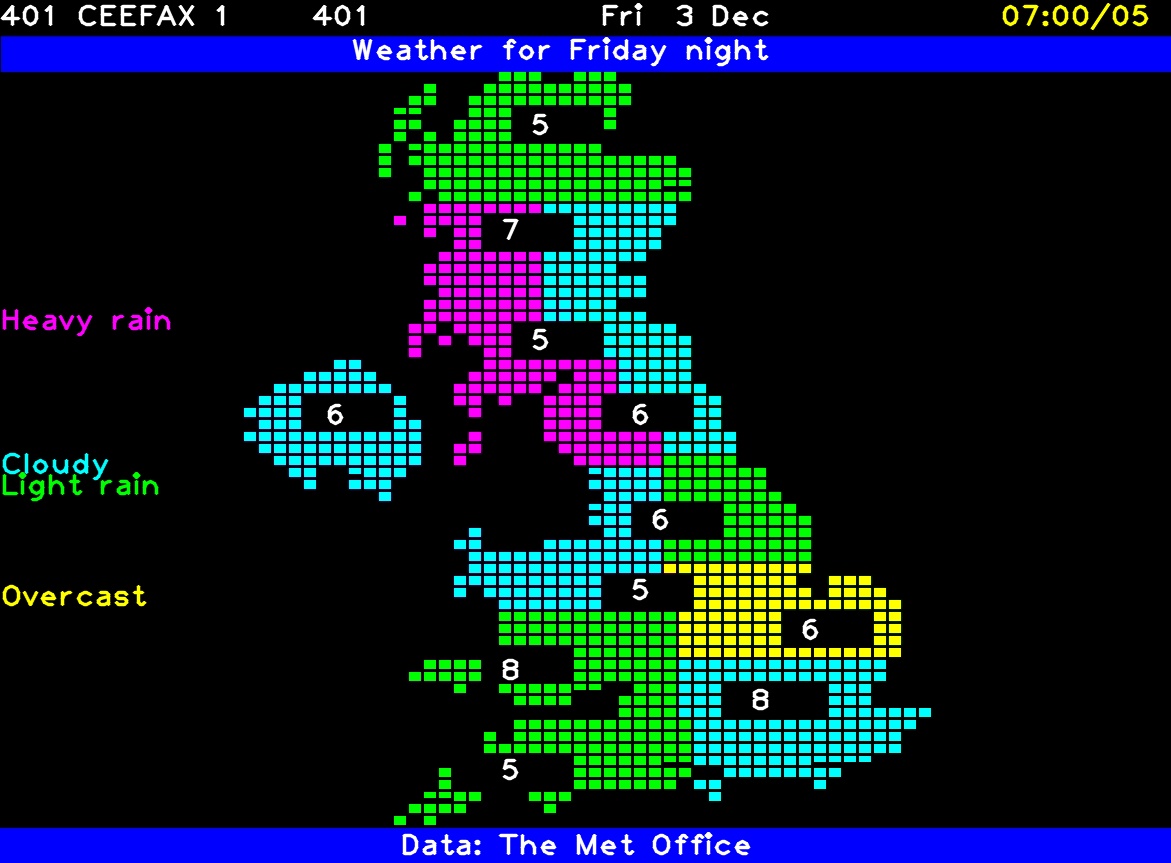 401 CEEFAX 1 401 Fri 3 Dec 07:00/05
Weather for Friday night
5
7
Heavy rain
5
6 6
Cloudy
Light rain
6
5
Overcast
6
8
8
5
Data: The Met Office